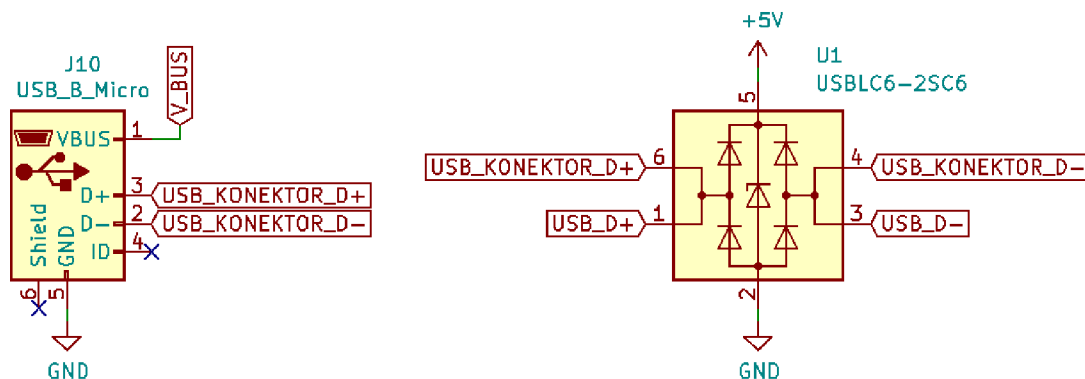 J10
USB_B_Micro
V_BUS
VBUS
1
D+
3
USB_KONEKTOR_D+
D-
2
USB_KONEKTOR_D-
ID
4
Shield
GND
6
5
GND
+5V
U1
USBLC6-2SC6
5
USB_KONEKTOR_D+
6
4
USB_KONEKTOR_D-
USB_D+
1
3
USB_D-
2
GND